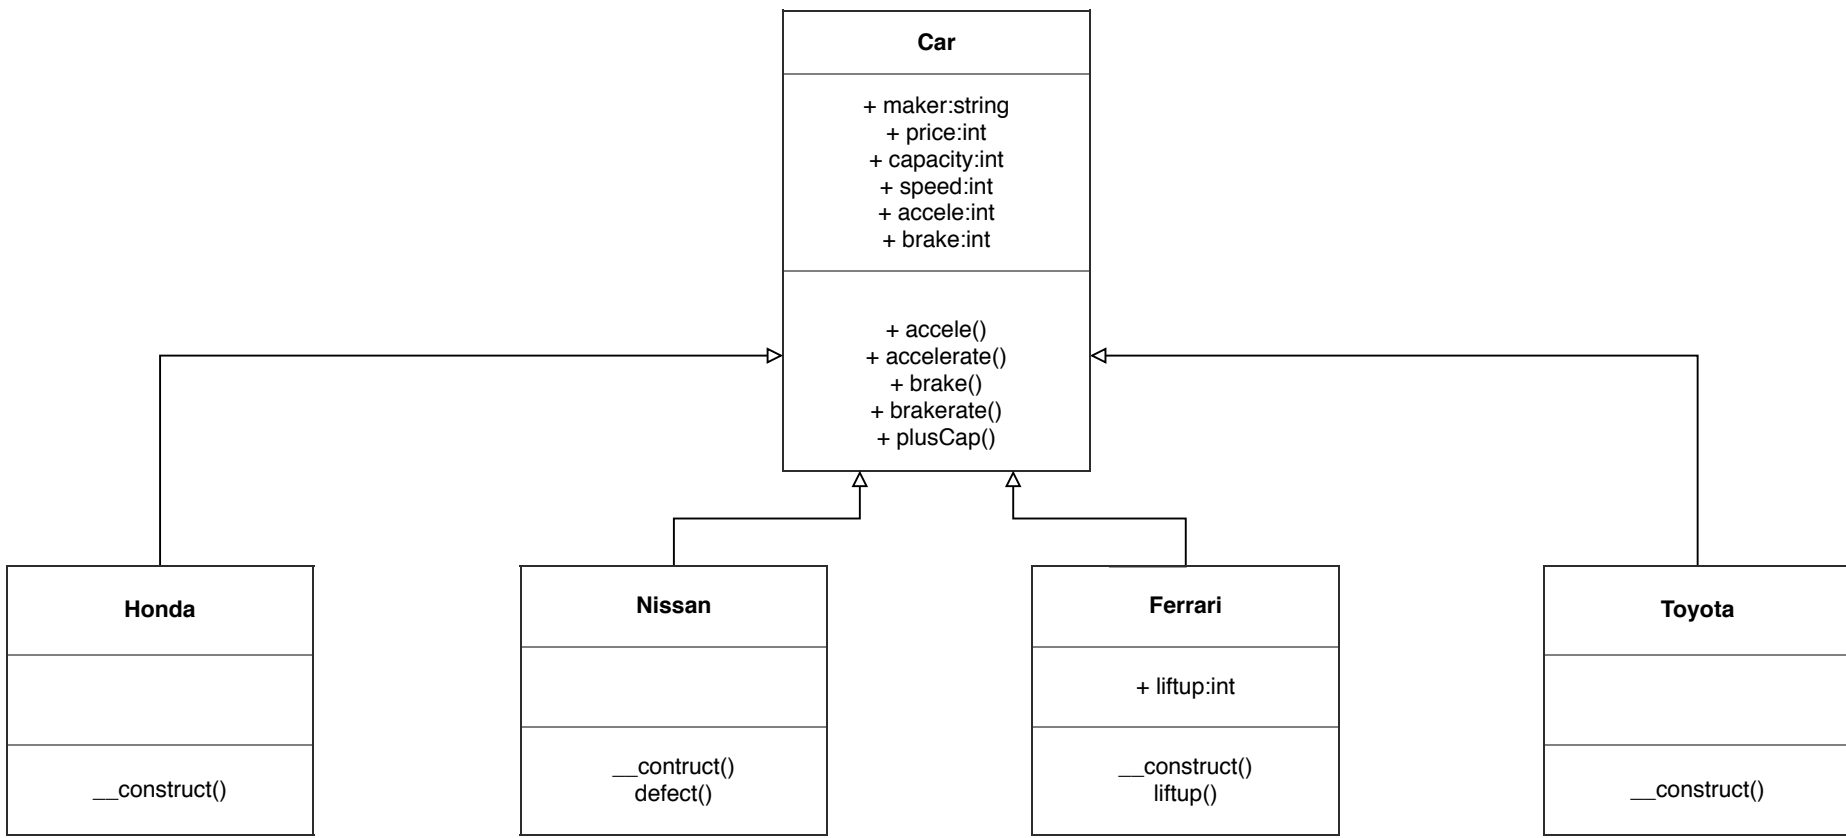 Car
+ maker:string
+ price:int
+ capacity:int
+ speed:int
+ accele:int
+ brake:int
+ accele()
+ accelerate()
+ brake()
+ brakerate()
+ plusCap()
Honda
__construct()
Nissan
__contruct()
defect()
Ferrari
+ liftup:int
__construct()
liftup()
Toyota
__construct()